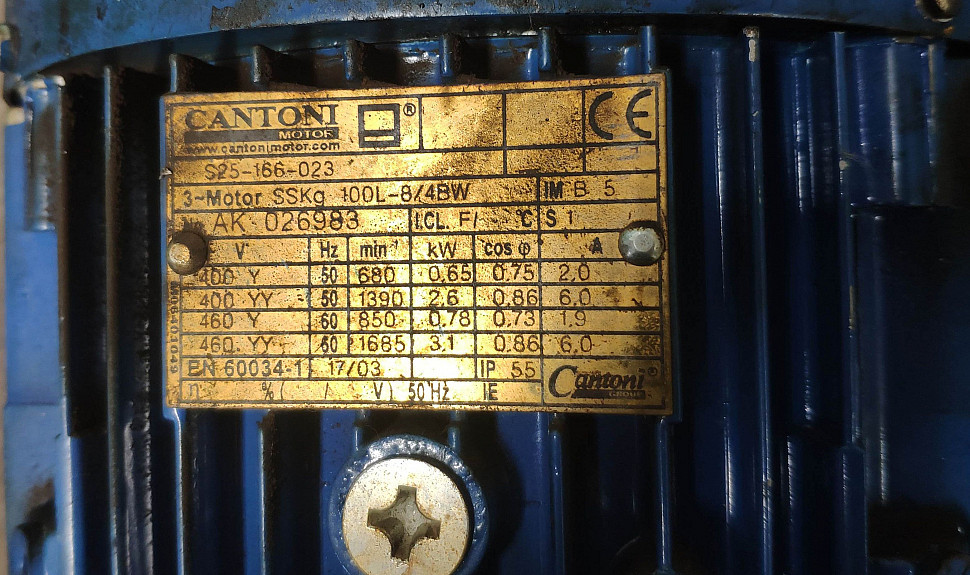 CANTONI ®
MOTOR
www.cantonimotor.com
CE
S25-166-023
3~Motor SSKg 100L-8/4BW IM B 5
AK 026983 I.CL. F/ °C S 1
V Hz min⁻¹ kW cos φ A
400 Y 50 680 0,65 0,75 2,0
400 YY 50 1390 2,6 0,86 6,0
460 Y 60 850 0,78 0,73 1,9
460 YY 60 1685 3,1 0,86 6,0
EN 60034-1 17/03 IP 55
Cantoni ®
GROUP
η % ( / V) 50 Hz IE